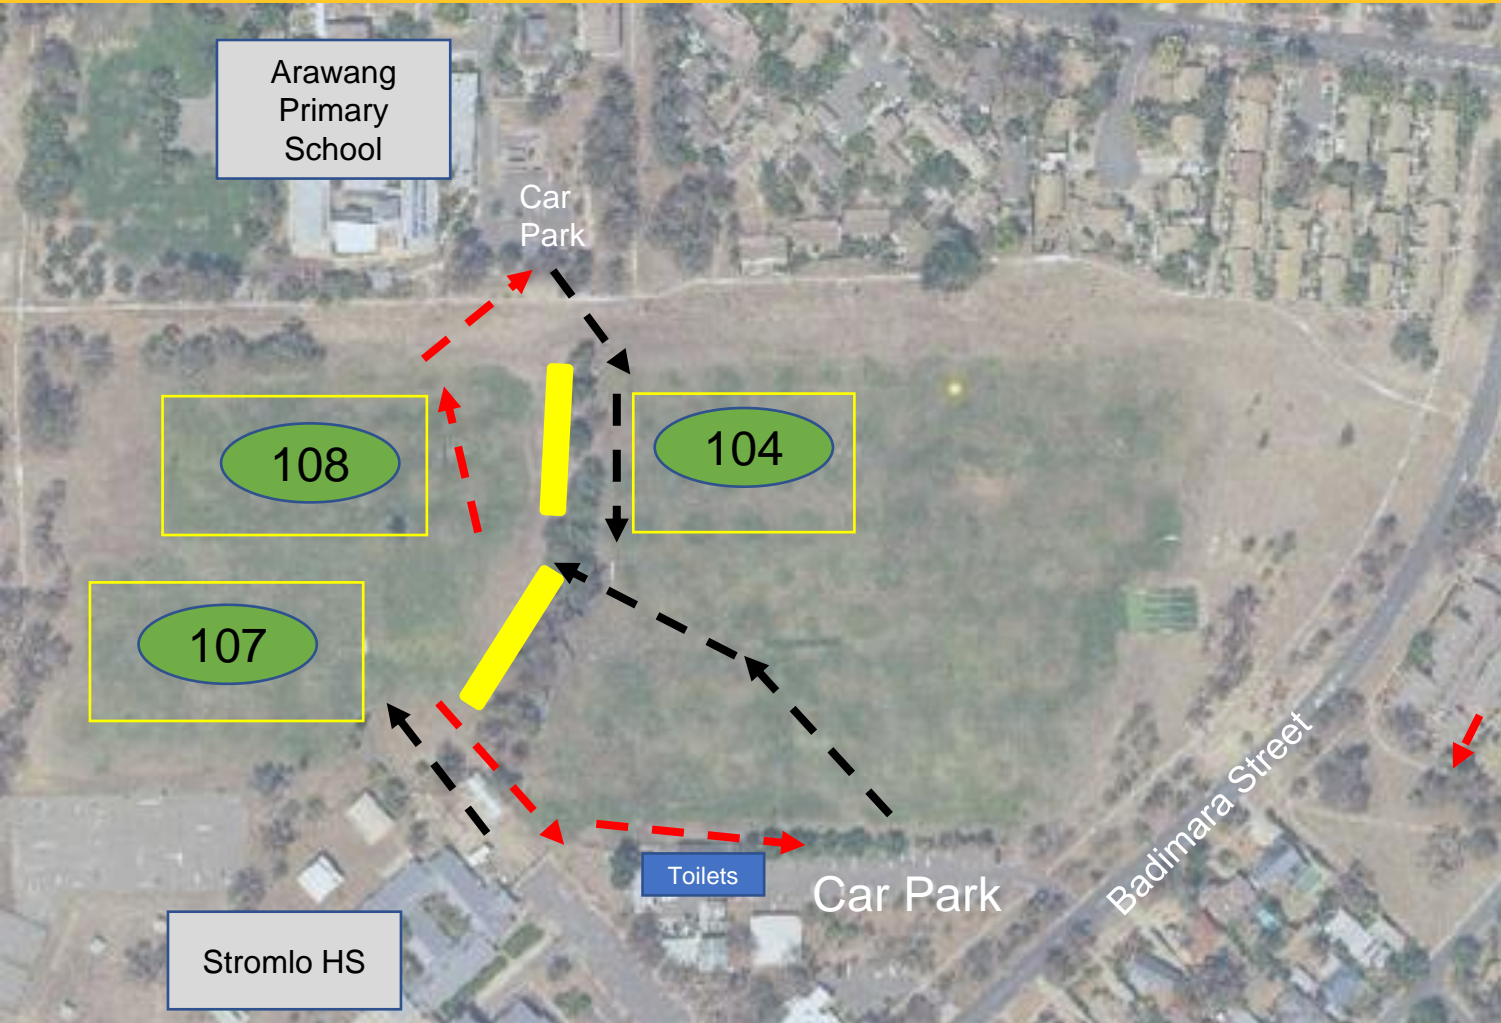 Arawang
Primary
School
Car
Park
108
104
107
Toilets
Car Park
Badimara Street
Stromlo HS